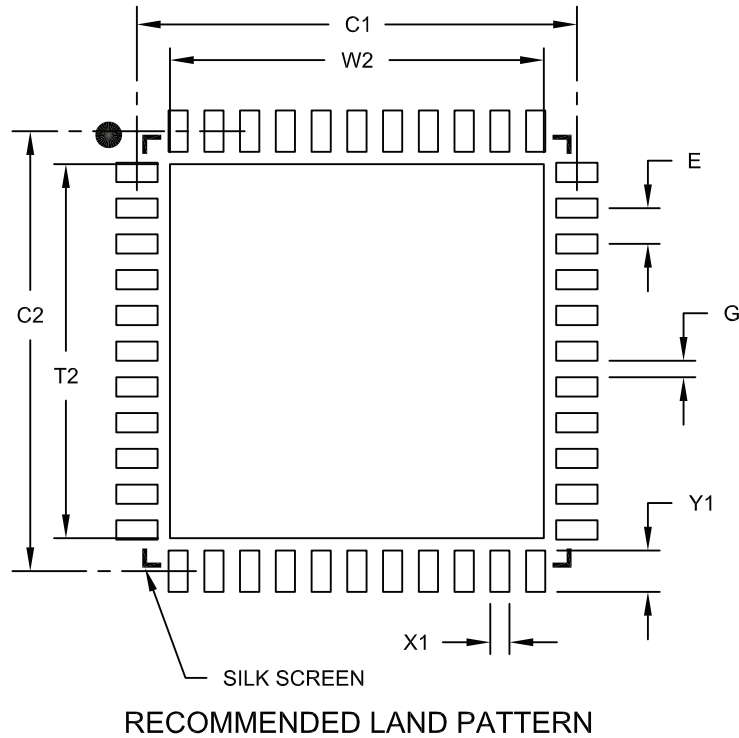 C1
W2
E
C2
G
T2
Y1
X1
SILK SCREEN
RECOMMENDED LAND PATTERN